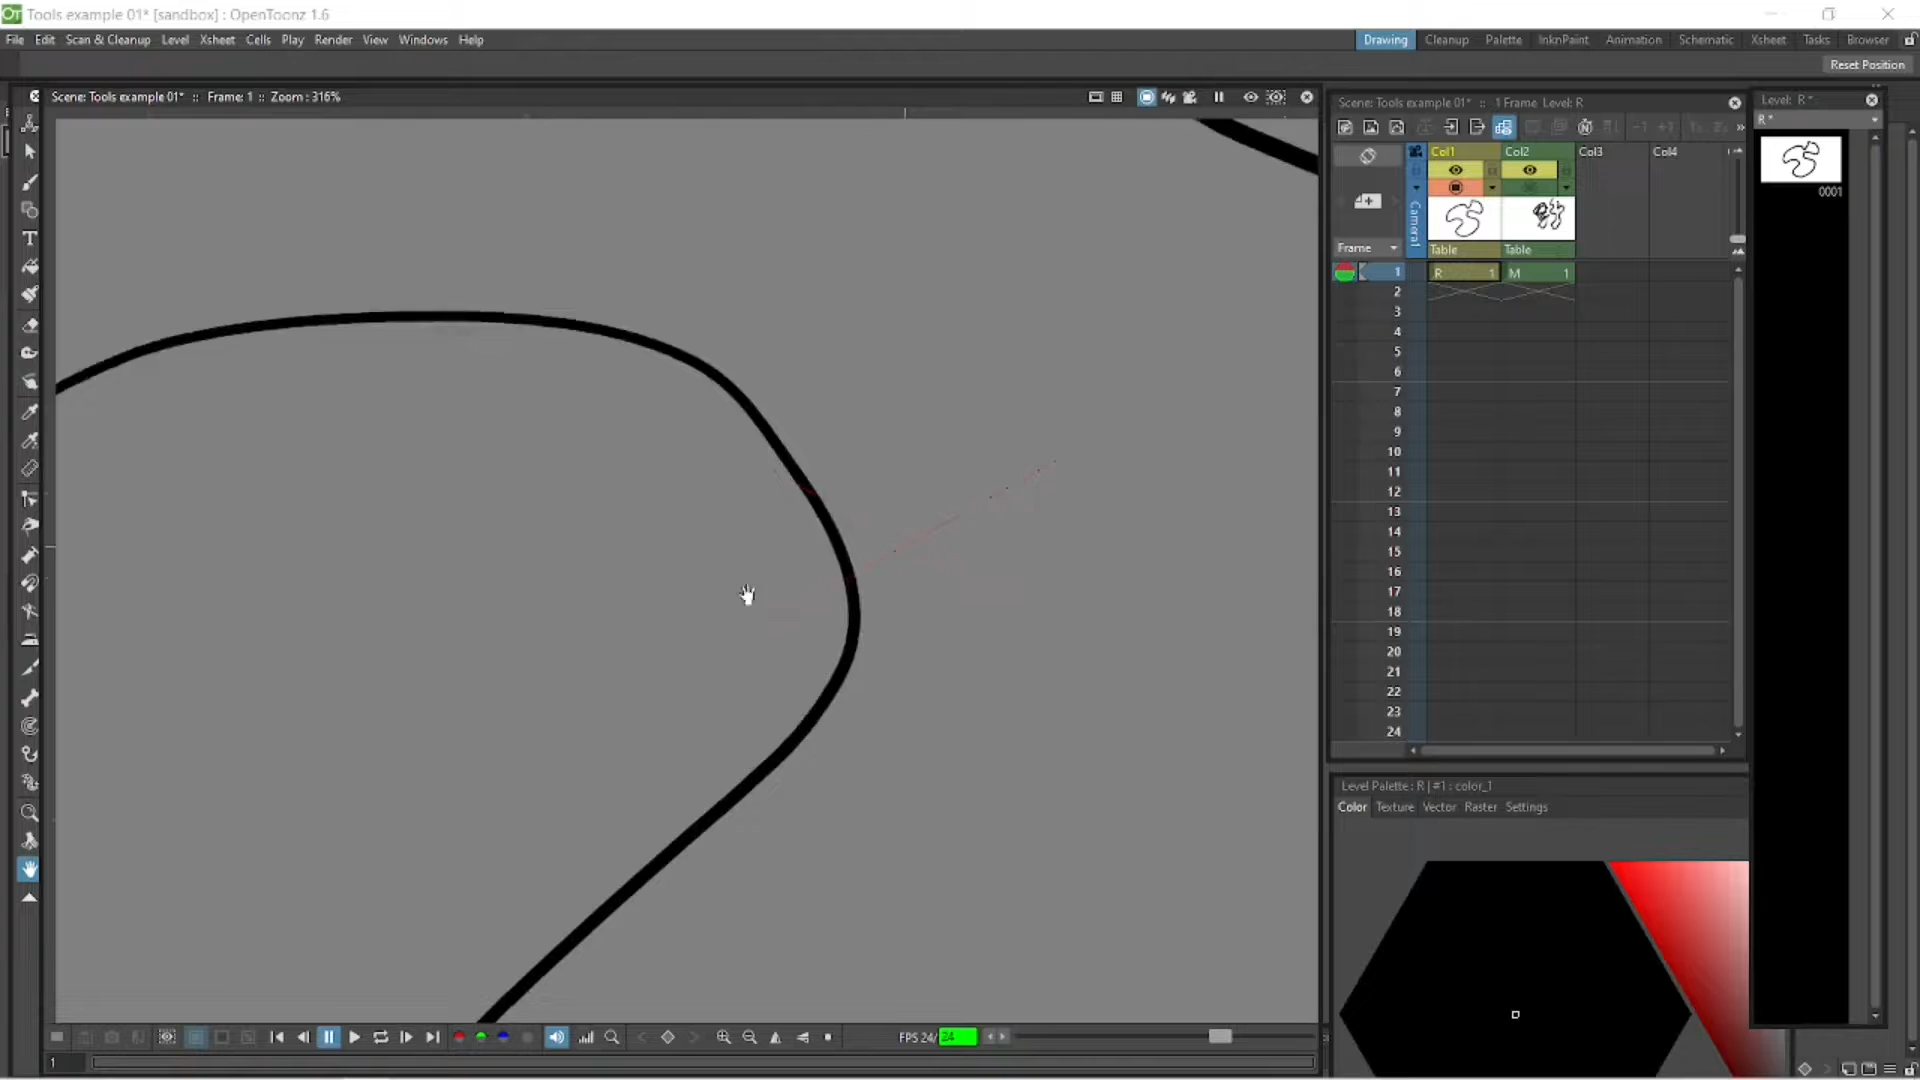 Tools example 01* [sandbox] : OpenToonz 1.6
File Edit Scan & Cleanup Level Xsheet Cells Play Render View Windows Help
Drawing Cleanup Palette InknPaint Animation Schematic Xsheet Tasks Browser
Reset Position
Scene: Tools example 01* :: Frame: 1 :: Zoom : 316%
Scene: Tools example 01* :: 1 Frame Level: R
Level: R*
R*
Col1 Col2 Col3 Col4
Camera1
0001
Frame
Table Table
1 R 1 M 1
2
3
4
5
6
7
8
9
10
11
12
13
14
15
16
17
18
19
20
21
22
23
24
Level Palette : R | #1 : color_1
Color Texture Vector Raster Settings
FPS 24/ 24
1